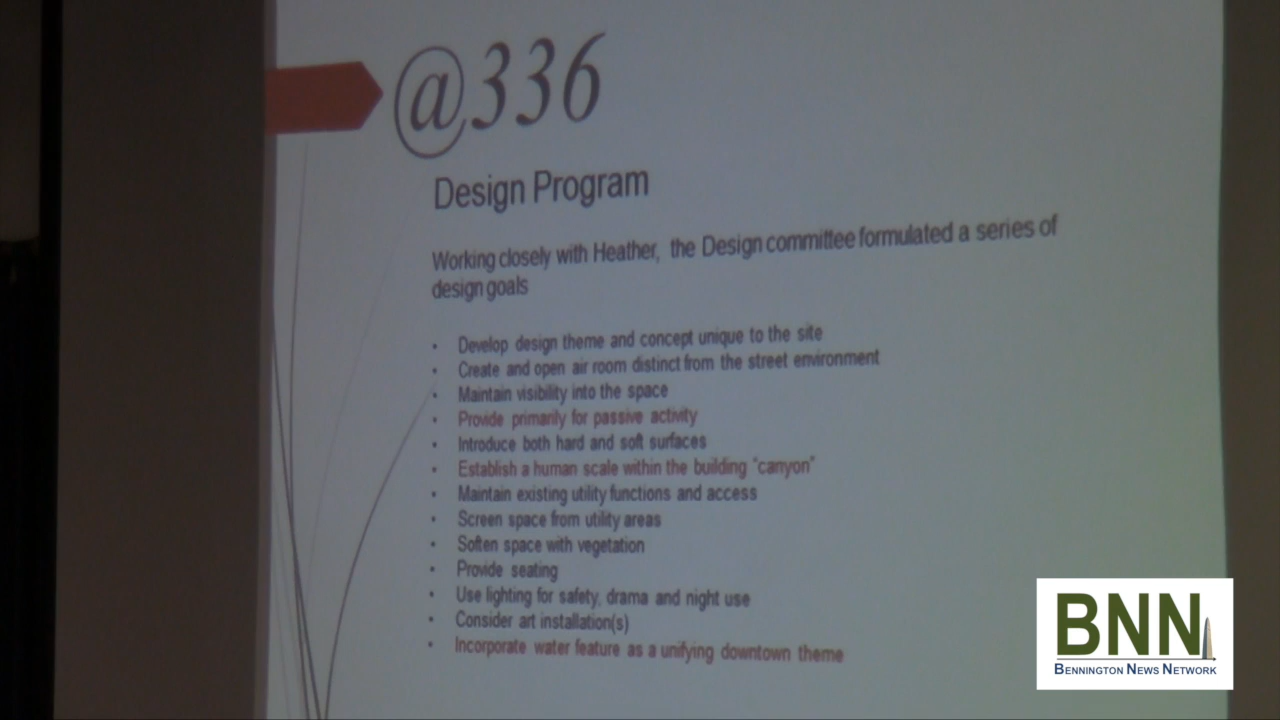 @336
Design Program
Working closely with Heather, the Design committee formulated a series of
design goals
• Develop design theme and concept unique to the site
• Create and open air room distinct from the street environment
• Maintain visibility into the space
• Provide primarily for passive activity
• Introduce both hard and soft surfaces
• Establish a human scale within the building "canyon"
• Maintain existing utility functions and access
• Screen space from utility areas
• Soften space with vegetation
• Provide seating
• Use lighting for safety, drama and night use
• Consider art installation(s)
• Incorporate water feature as a unifying downtown theme
BNN
BENNINGTON NEWS NETWORK